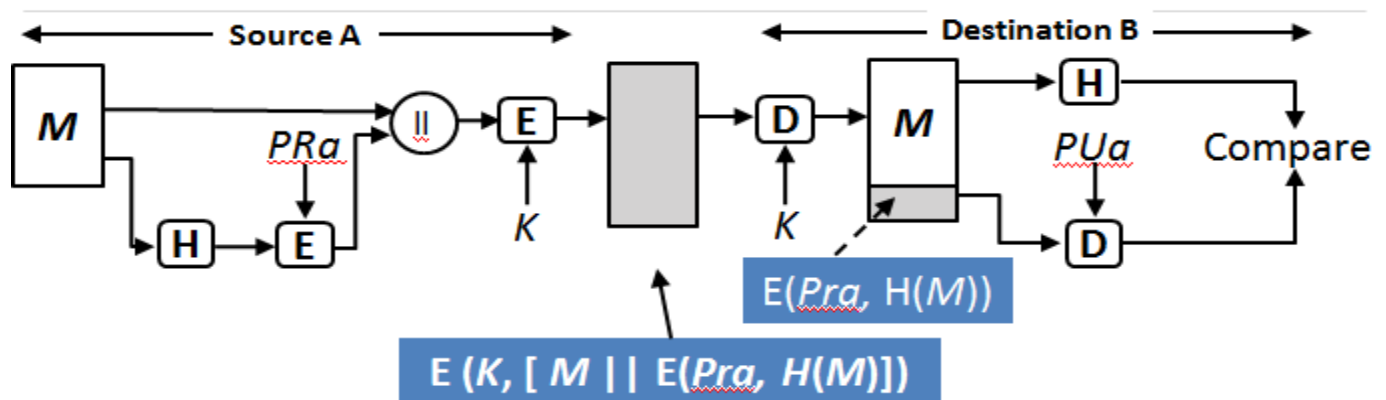 Source A
Destination B
M
PRa
||
E
D
M
H
PUa
Compare
K
K
H
E
D
E(Pra, H(M))
E (K, [ M || E(Pra, H(M)])